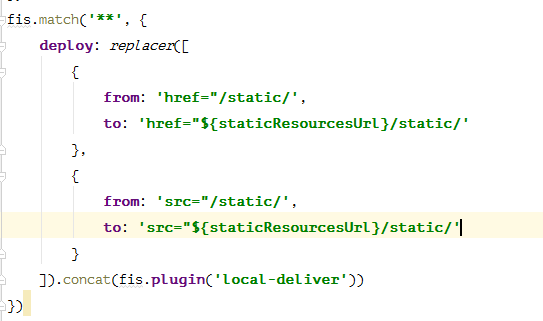 fis.match('**', {
    deploy: replacer([
        {
            from: 'href="/static/',
            to: 'href="${staticResourcesUrl}/static/'
        },
        {
            from: 'src="/static/',
            to: 'src="${staticResourcesUrl}/static/'
        }
    ]).concat(fis.plugin('local-deliver'))
})